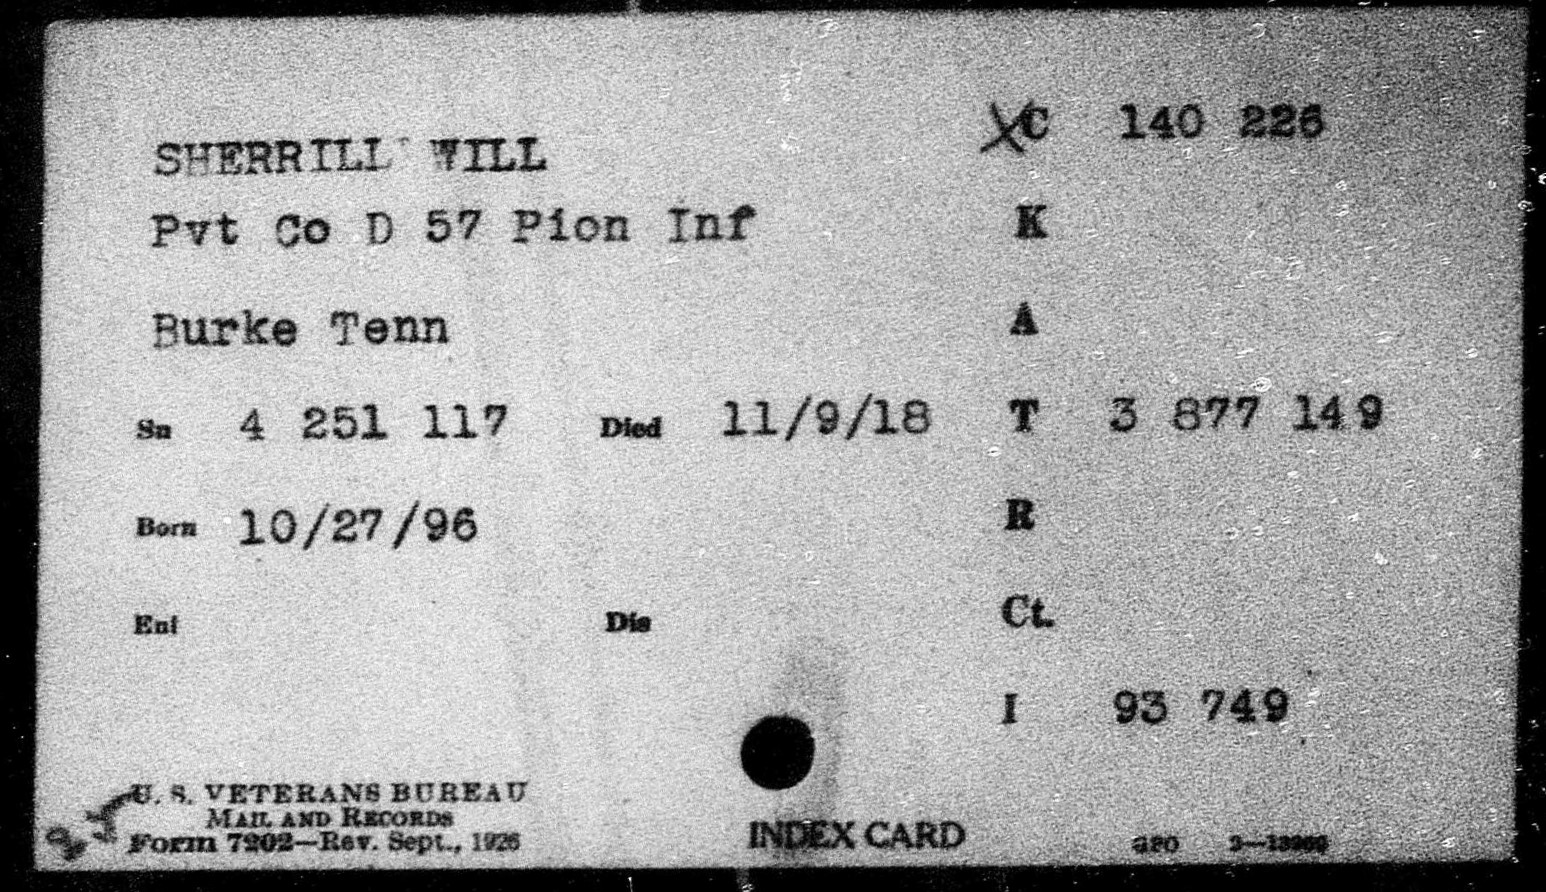 XC 140 226
SHERRILL WILL
Pvt Co D 57 Pion Inf K
Burke Tenn A
Sn 4 251 117 Died 11/9/18 T 3 877 149
Born 10/27/96 R
Enl Dis Ct.
I 93 749
U. S. VETERANS BUREAU
MAIL AND RECORDS
Form 7202—Rev. Sept., 1926
INDEX CARD GPO